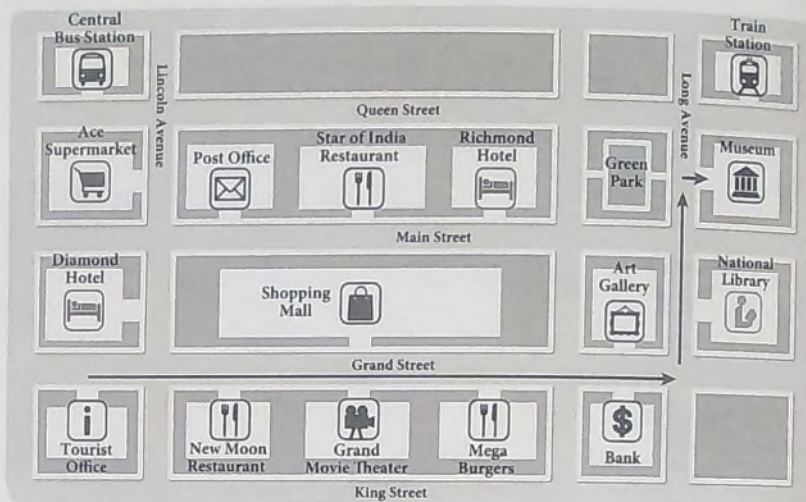 Central
Bus Station
Lincoln Avenue
Train
Station
Long Avenue
Queen Street
Ace
Supermarket
Post Office
Star of India
Restaurant
Richmond
Hotel
Green
Park
Museum
Main Street
Diamond
Hotel
Shopping
Mall
Art
Gallery
National
Library
Grand Street
i
Tourist
Office
New Moon
Restaurant
Grand
Movie Theater
Mega
Burgers
$
Bank
King Street